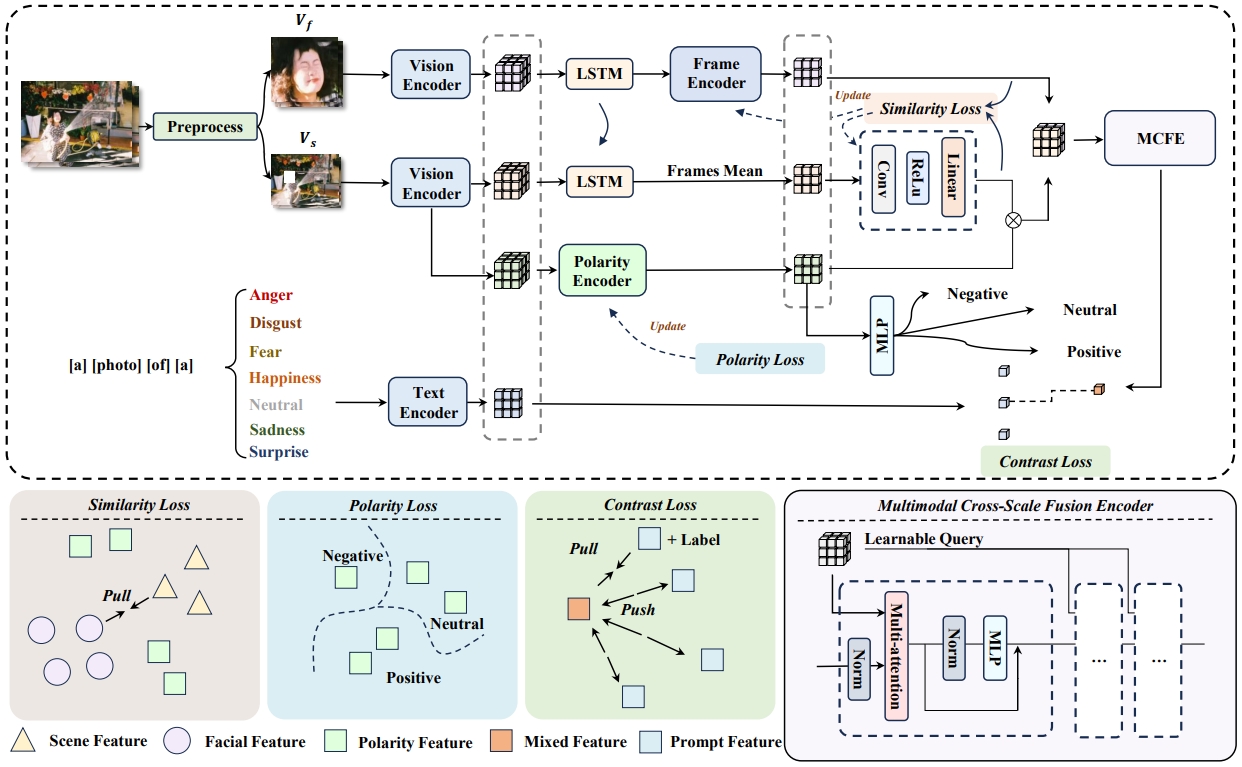 V_f
Vision
Encoder
LSTM
Frame
Encoder
Update
Similarity Loss
Preprocess
V_s
MCFE
Vision
Encoder
LSTM
Frames Mean
Conv
ReLu
Linear
Polarity
Encoder
Anger
Disgust
Fear
Happiness
Neutral
Sadness
Surprise
[a] [photo] [of] [a]
Update
Polarity Loss
MLP
Negative
Neutral
Positive
Text
Encoder
Contrast Loss
Similarity Loss
Pull
Polarity Loss
Negative
Neutral
Positive
Contrast Loss
Pull
+ Label
Push
Multimodal Cross-Scale Fusion Encoder
Learnable Query
Norm
Multi-attention
Norm
MLP
...
...
Scene Feature
Facial Feature
Polarity Feature
Mixed Feature
Prompt Feature